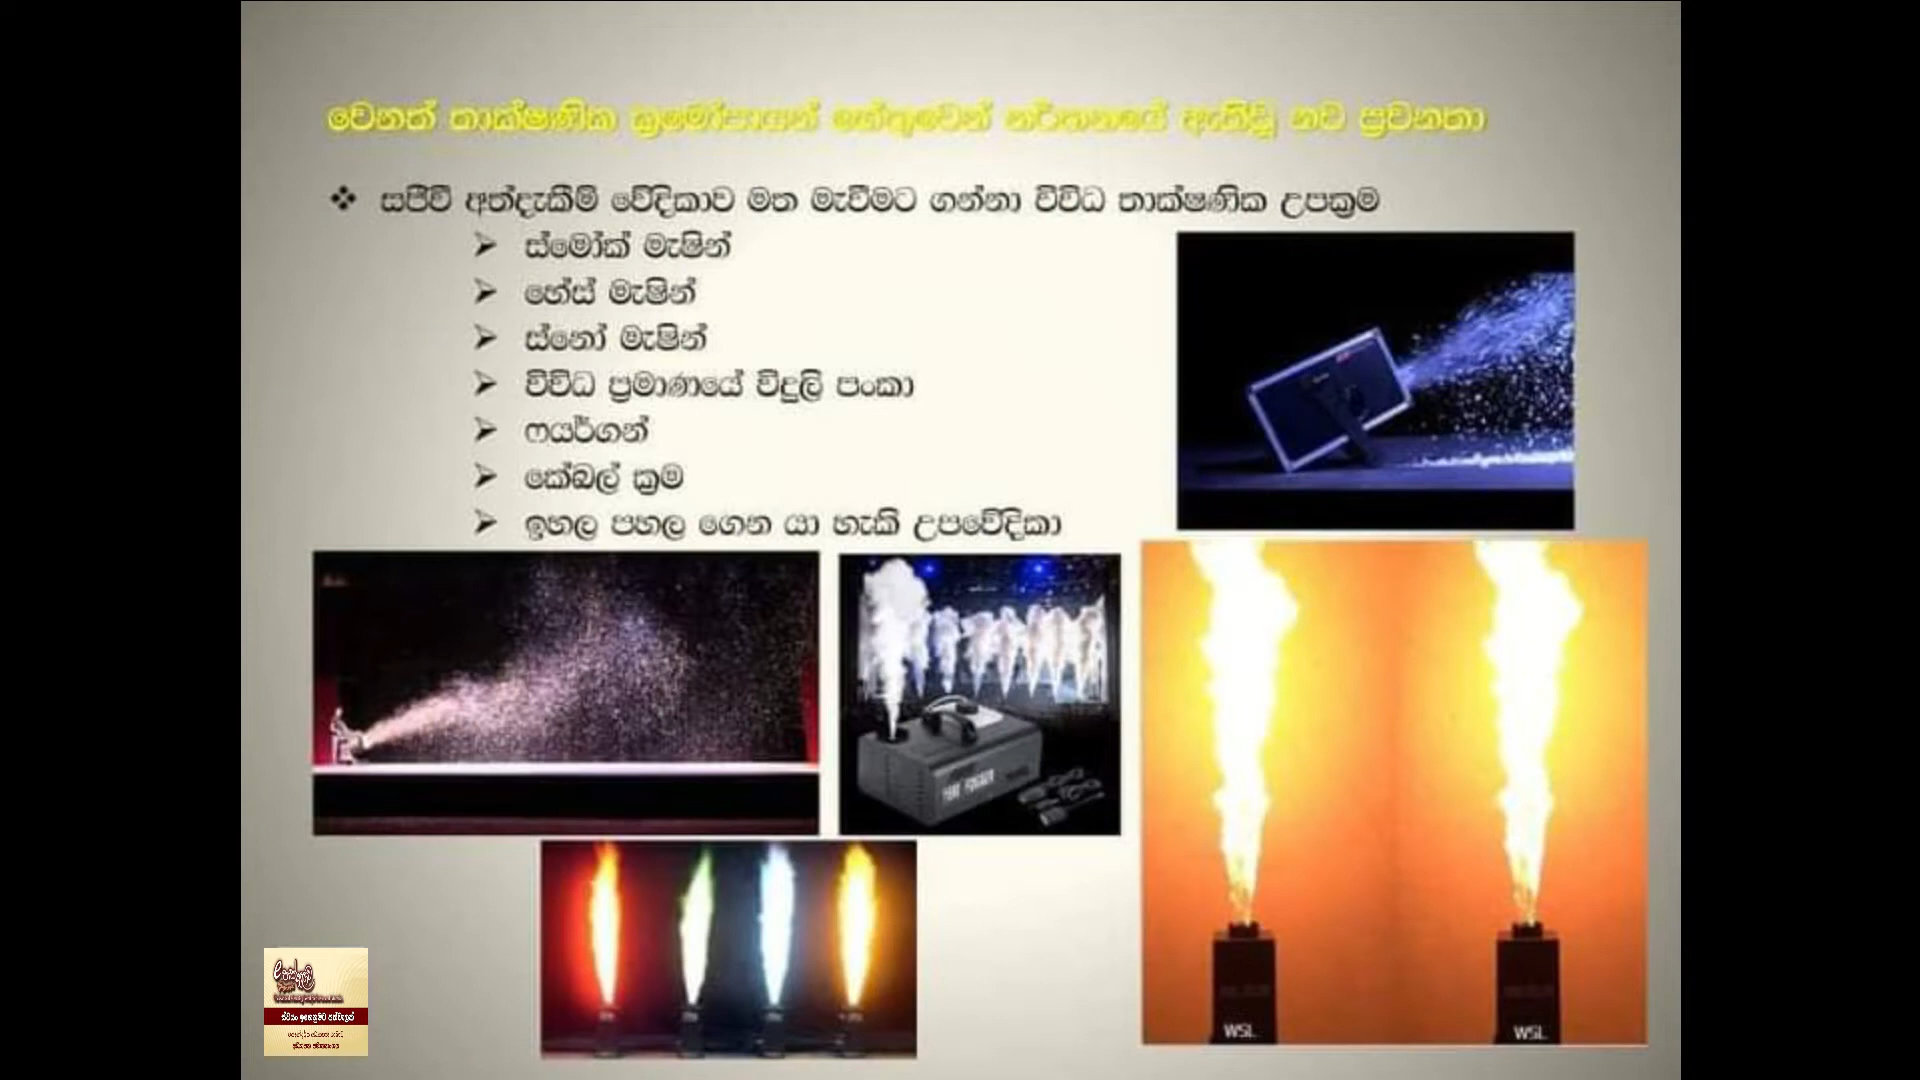 වෙනත් තාක්ෂණික ක්‍රමෝපායන් හේතුවෙන් නර්තනයේ ඇතිවූ නව ප්‍රවනතා
❖ සජීවී අත්දැකීම් වේදිකාව මත මැවීමට ගන්නා විවිධ තාක්ෂණික උපක්‍රම
➢ ස්මෝක් මැෂින්
➢ හේස් මැෂින්
➢ ස්නෝ මැෂින්
➢ විවිධ ප්‍රමාණයේ විදුලි පංකා
➢ ෆයර්ගන්
➢ කේබල් ක්‍රම
➢ ඉහල පහල ගෙන යා හැකි උපවේදිකා
WSL
WSL